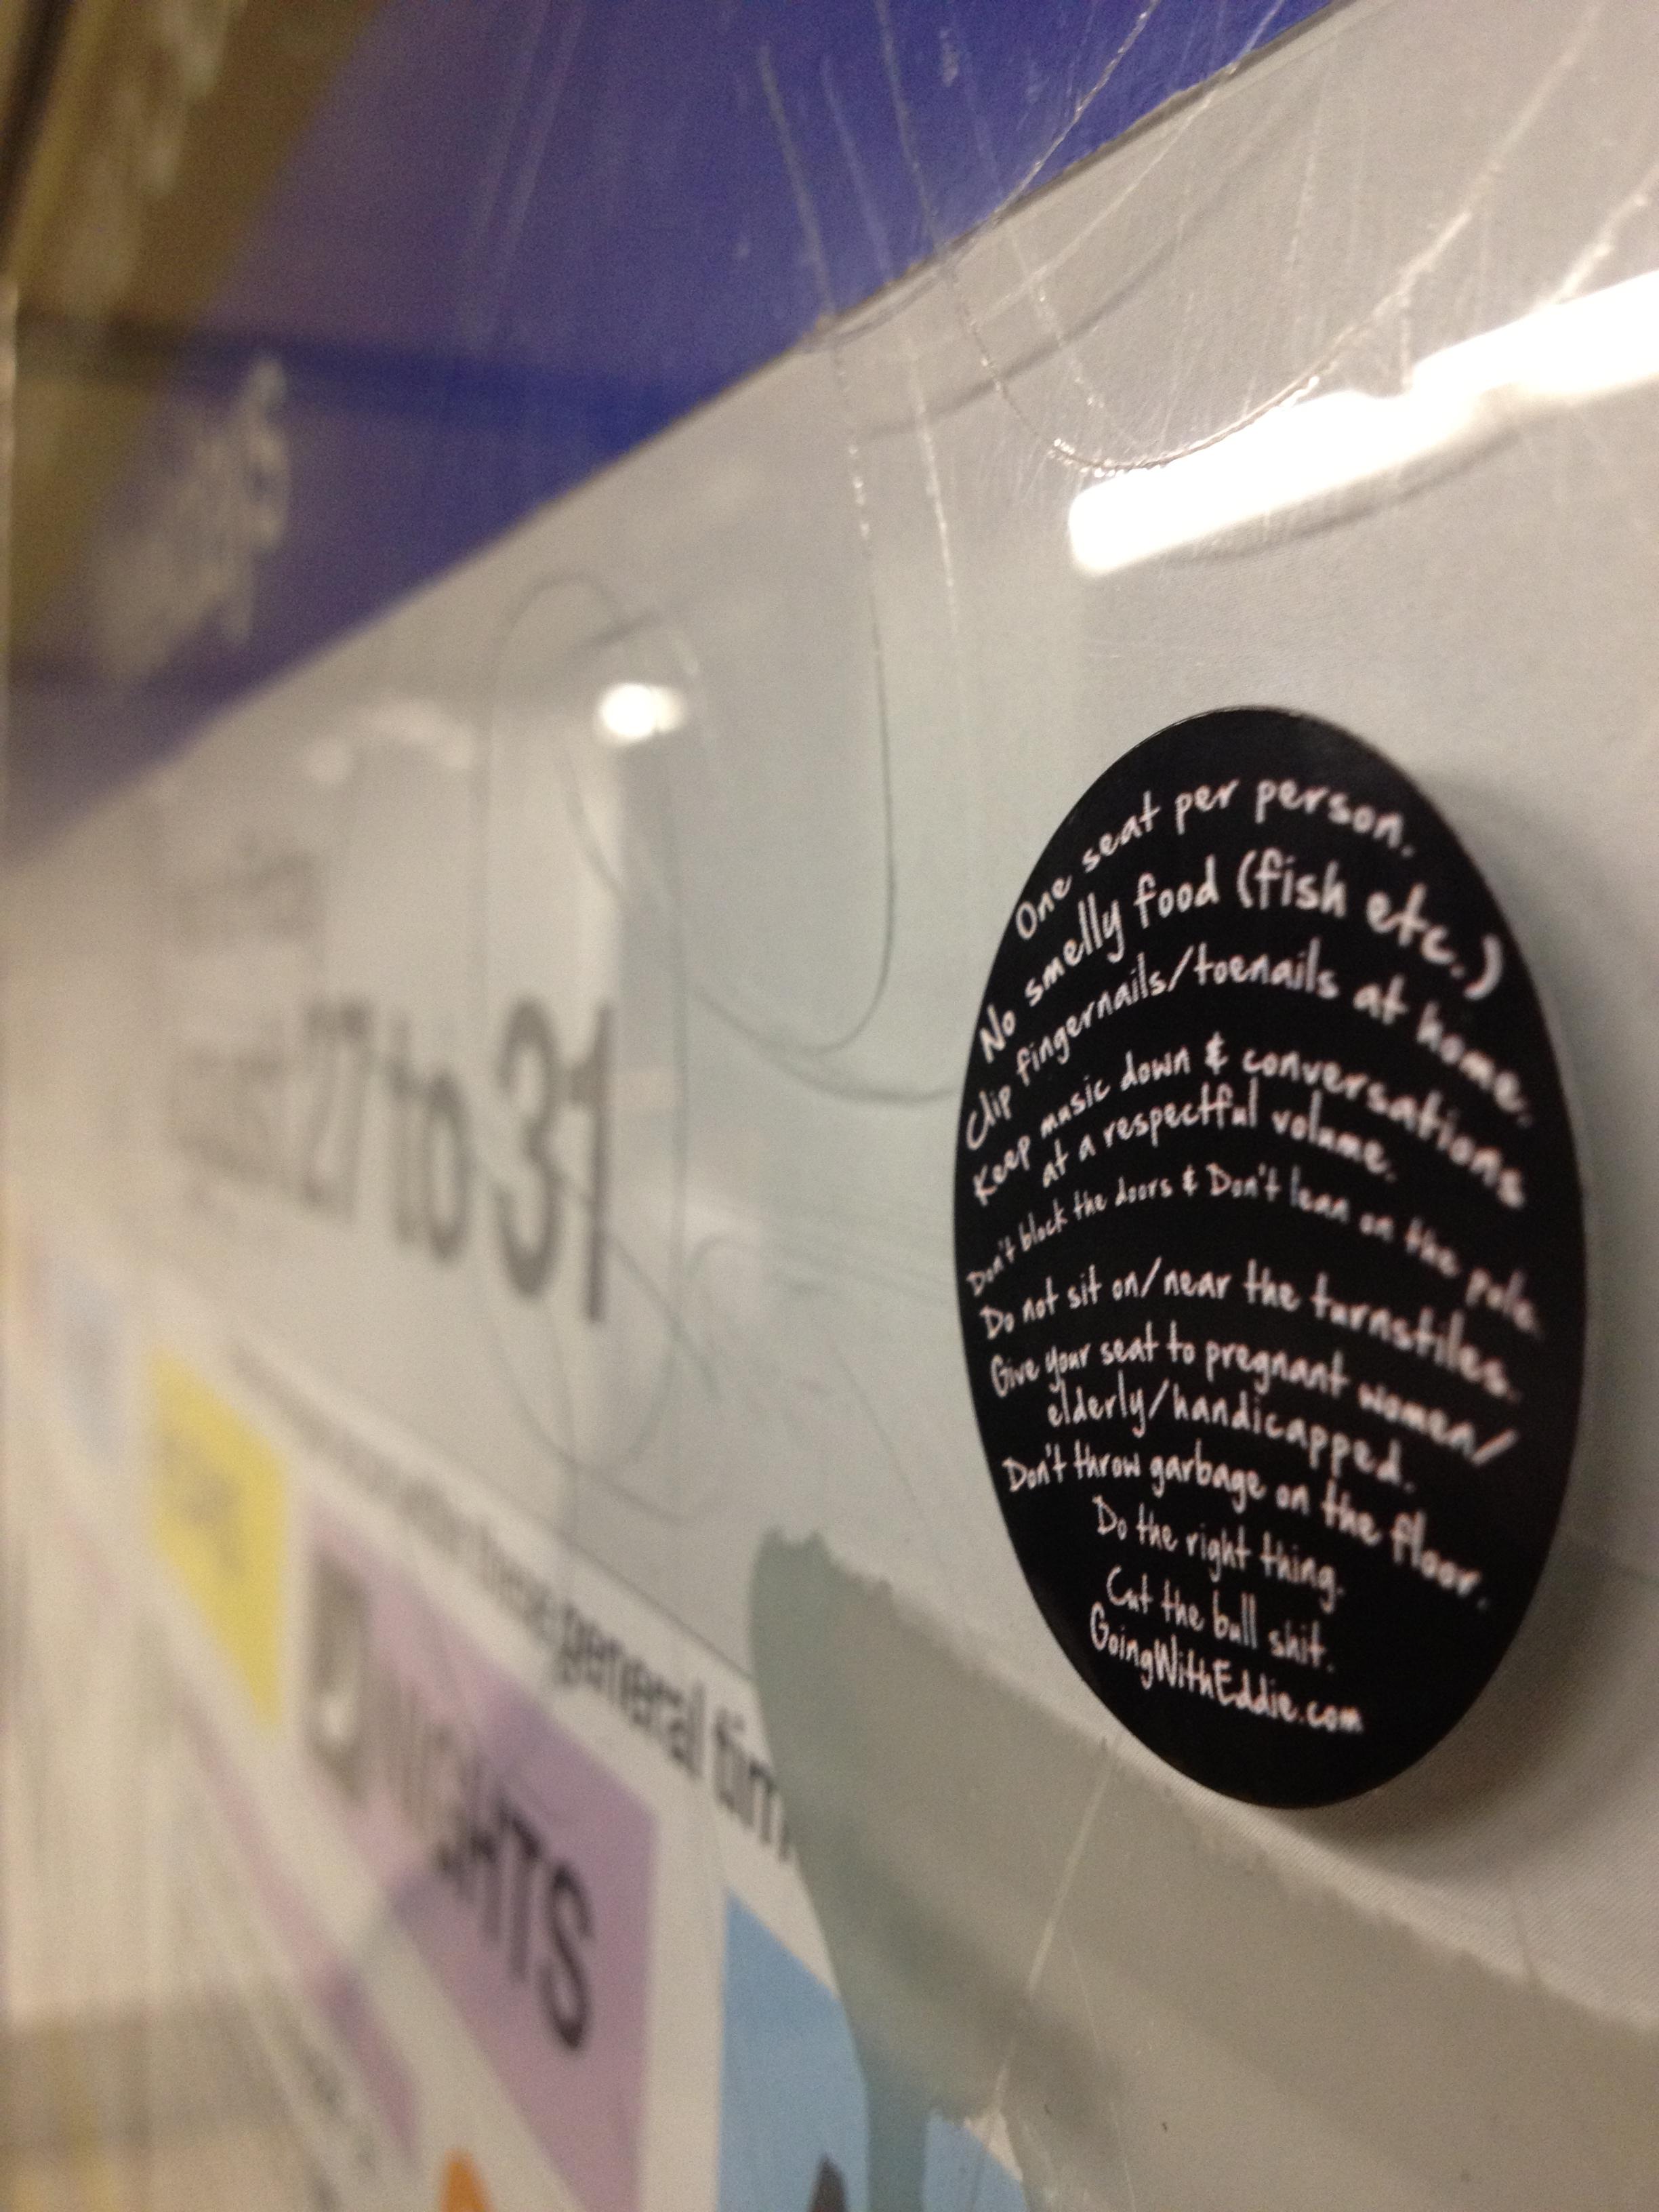 27 to 31
general tim
NIGHTS
One seat per person.
No smelly food (fish etc.)
Clip fingernails/toenails at home.
Keep music down & conversations
at a respectful volume.
Don't block the doors & Don't lean on the pole
Do not sit on/near the turnstiles.
Give your seat to pregnant women/
elderly/handicapped.
Don't throw garbage on the floor.
Do the right thing.
Cut the bull shit.
GoingWithEddie.com